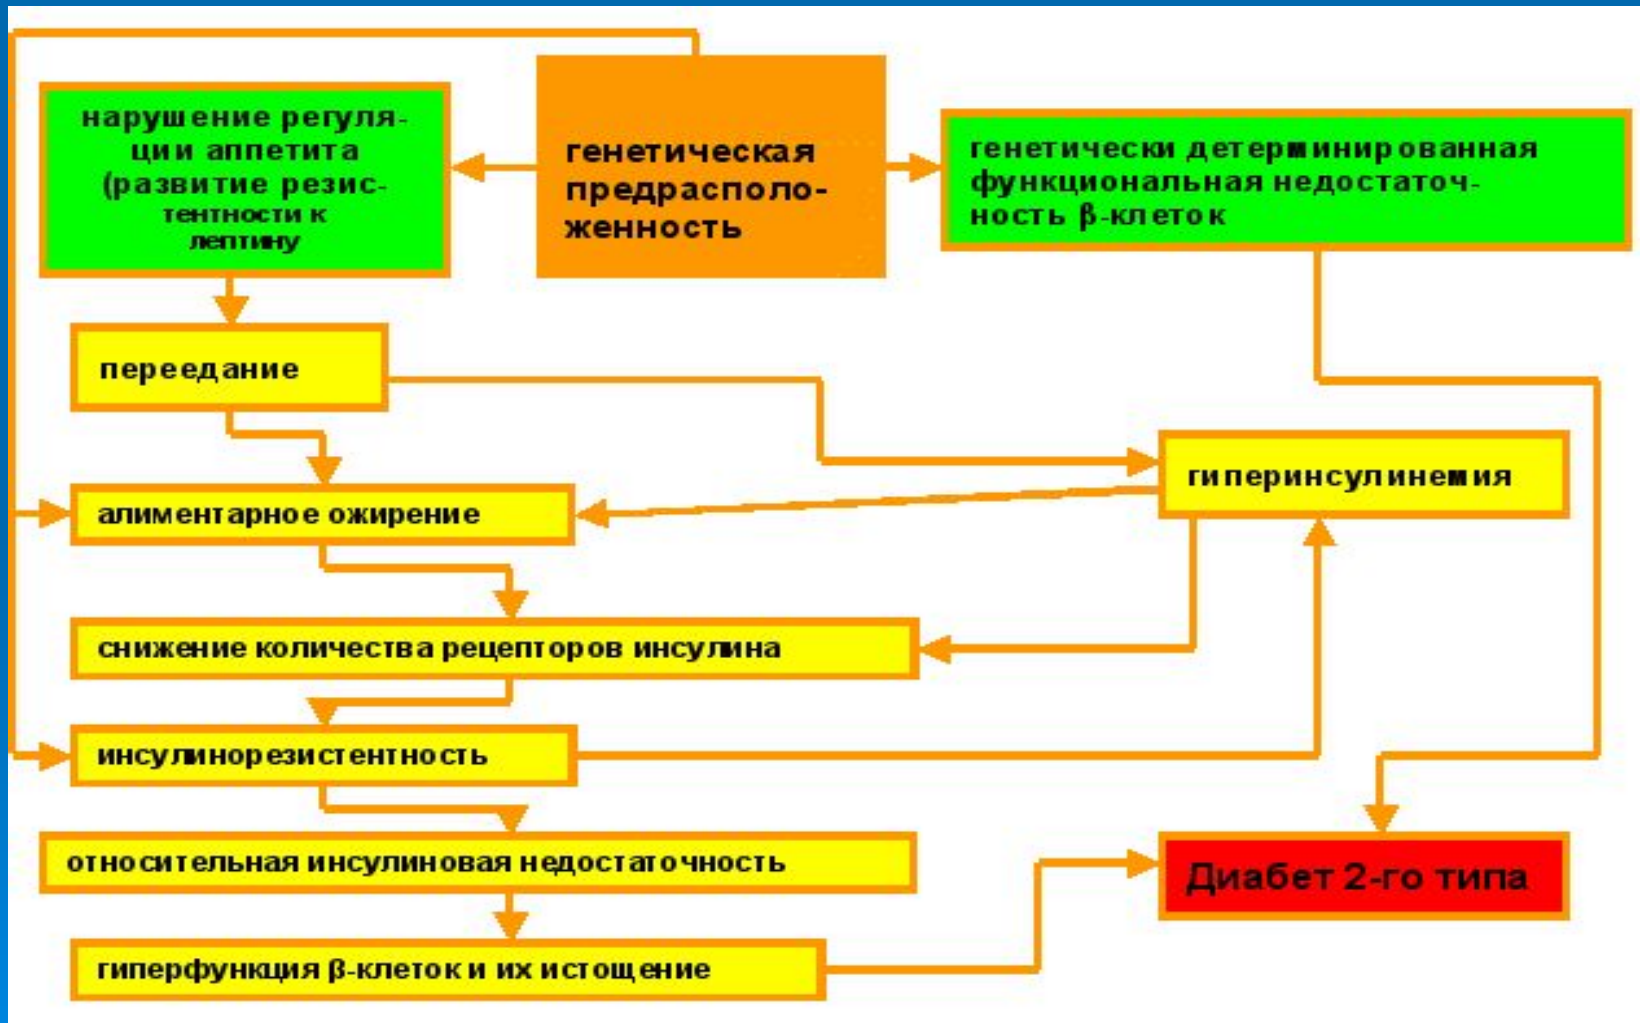 нарушение регуля-
ции аппетита
(развитие резис-
тентности к
лептину
генетическая
предрасполо-
женность
генетически детерминированная
функциональная недостаточ-
ность β-клеток
переедание
гиперинсулинемия
алиментарное ожирение
снижение количества рецепторов инсулина
инсулинорезистентность
относительная инсулиновая недостаточность
Диабет 2-го типа
гиперфункция β-клеток и их истощение